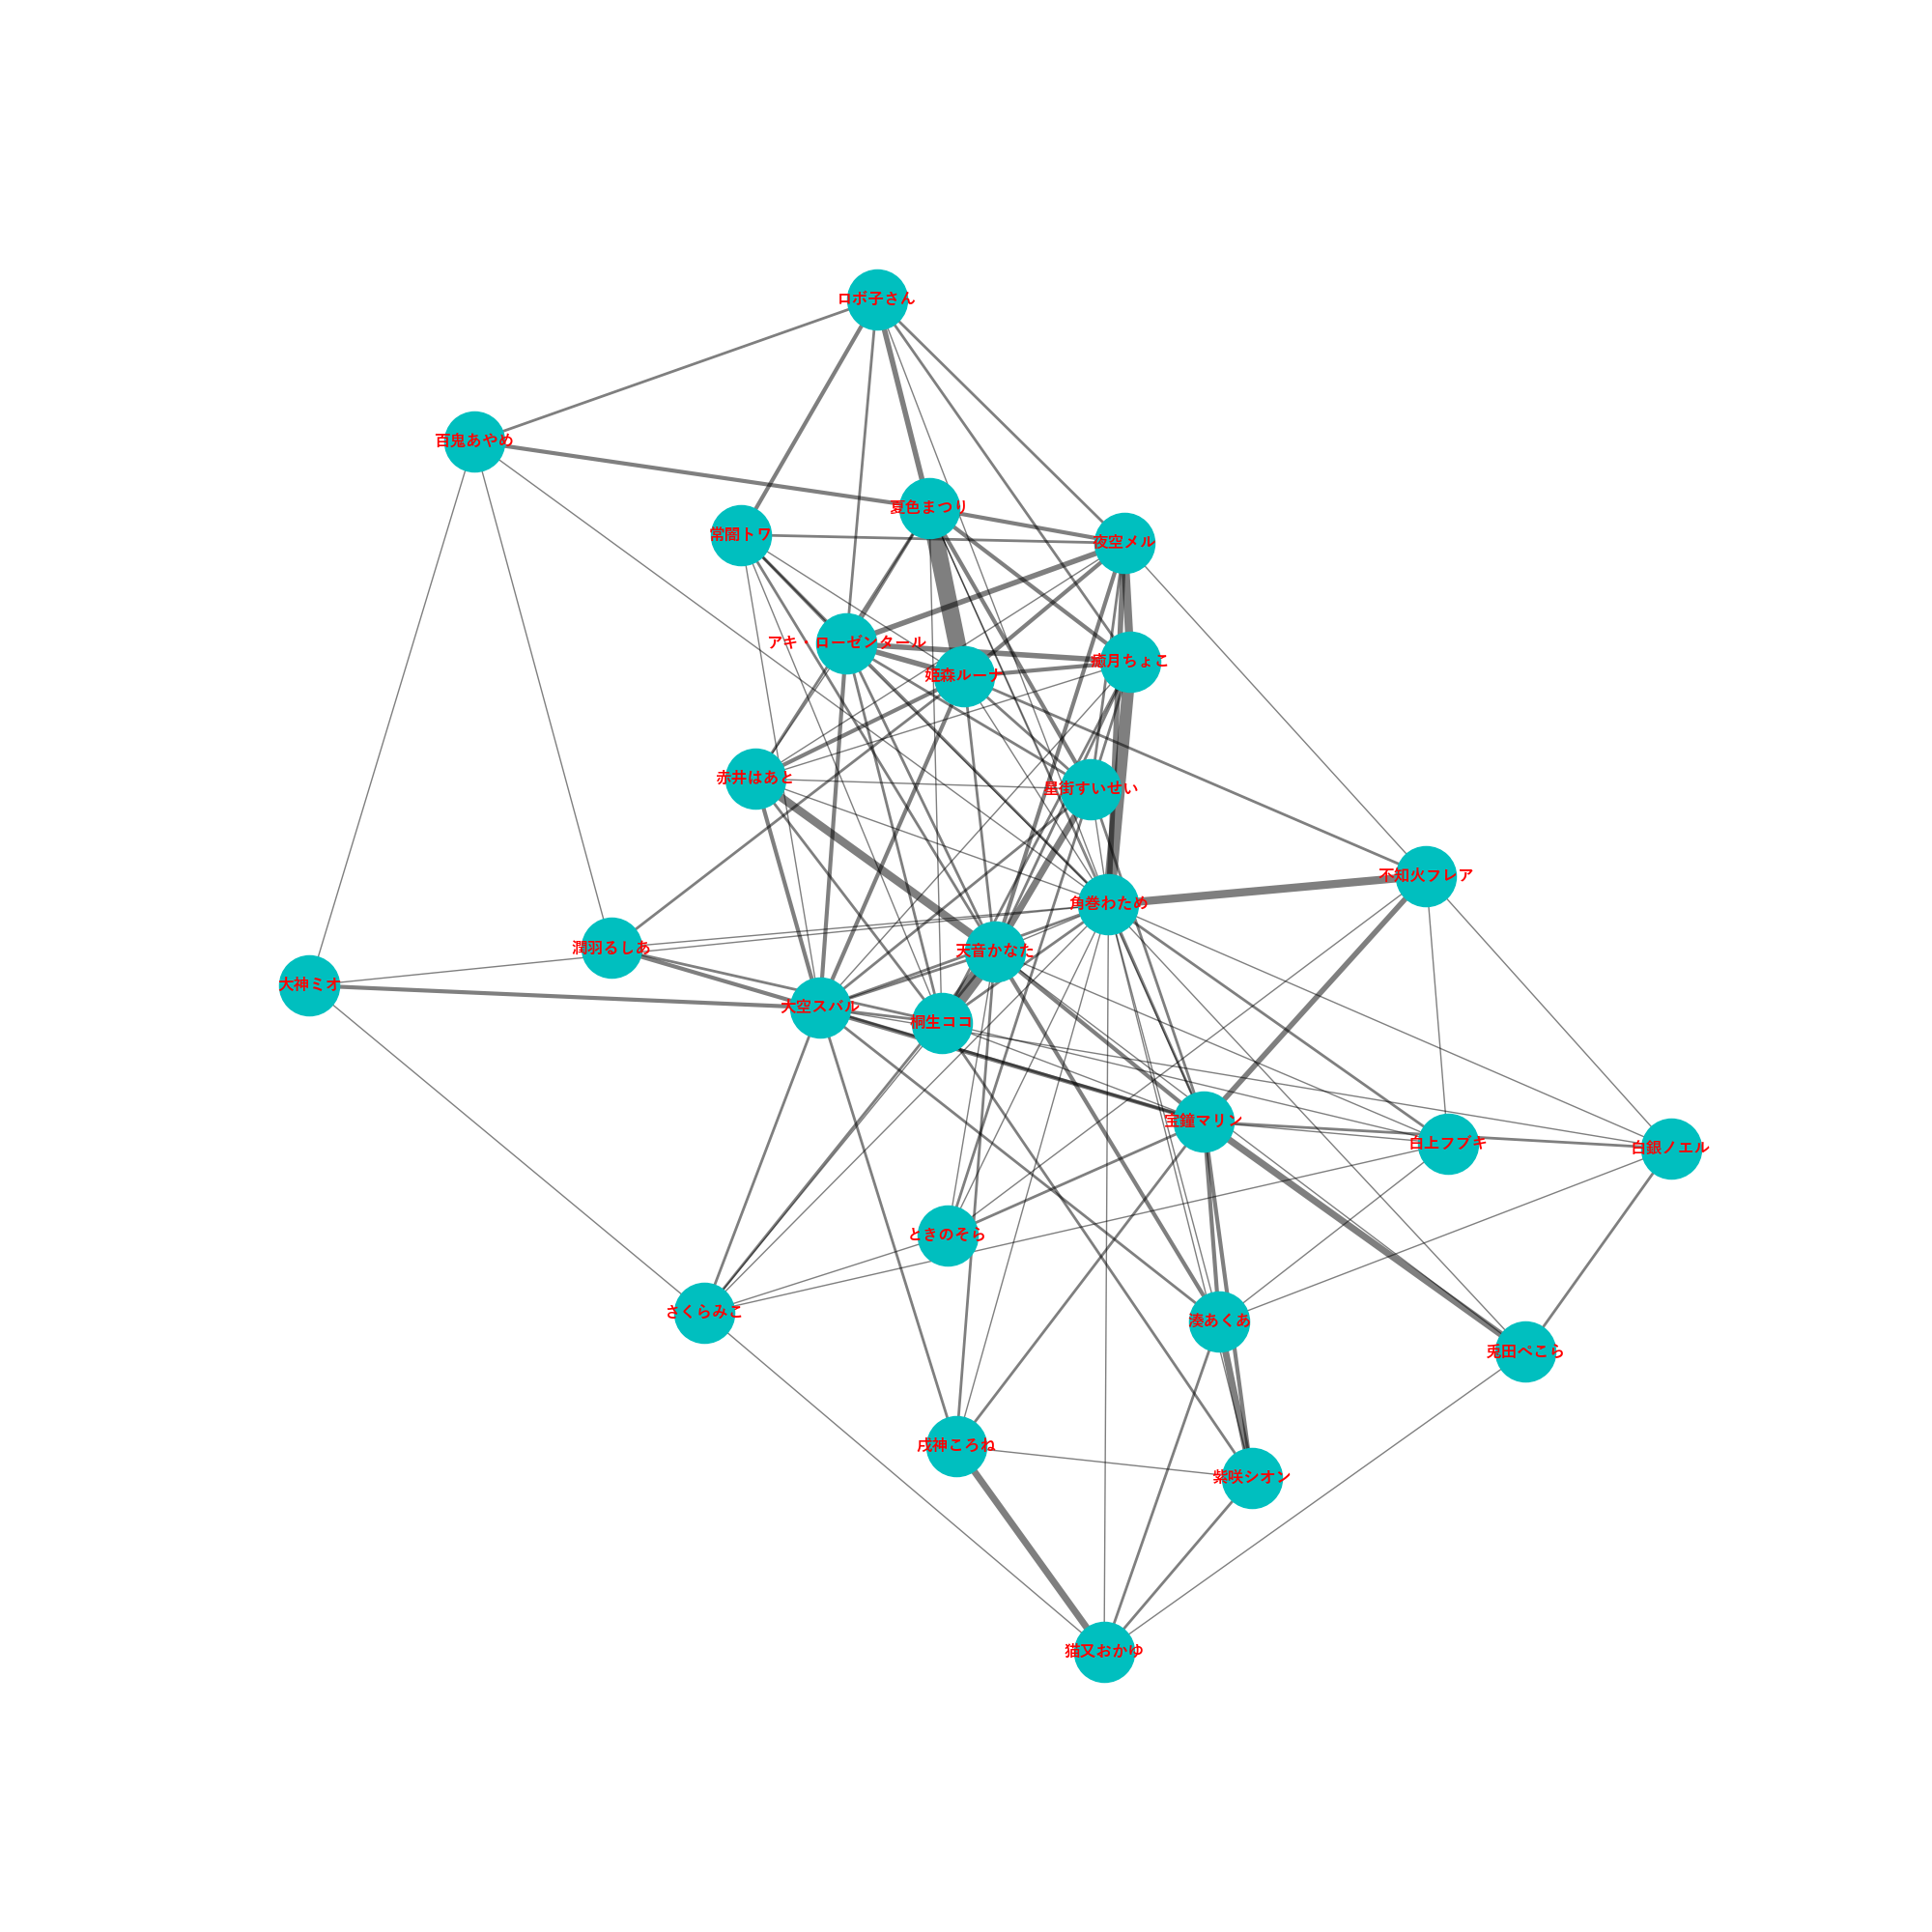 ロボ子さん
百鬼あやめ
夏色まつり
常闇トワ
夜空メル
アキ・ローゼンタール
癒月ちょこ
姫森ルーナ
赤井はあと
星街すいせい
不知火フレア
角巻わため
潤羽るしあ
天音かなた
大神ミオ
大空スバル
桐生ココ
宝鐘マリン
白上フブキ
白銀ノエル
ときのそら
さくらみこ
湊あくあ
兎田ぺこら
戌神ころね
紫咲シオン
猫又おかゆ